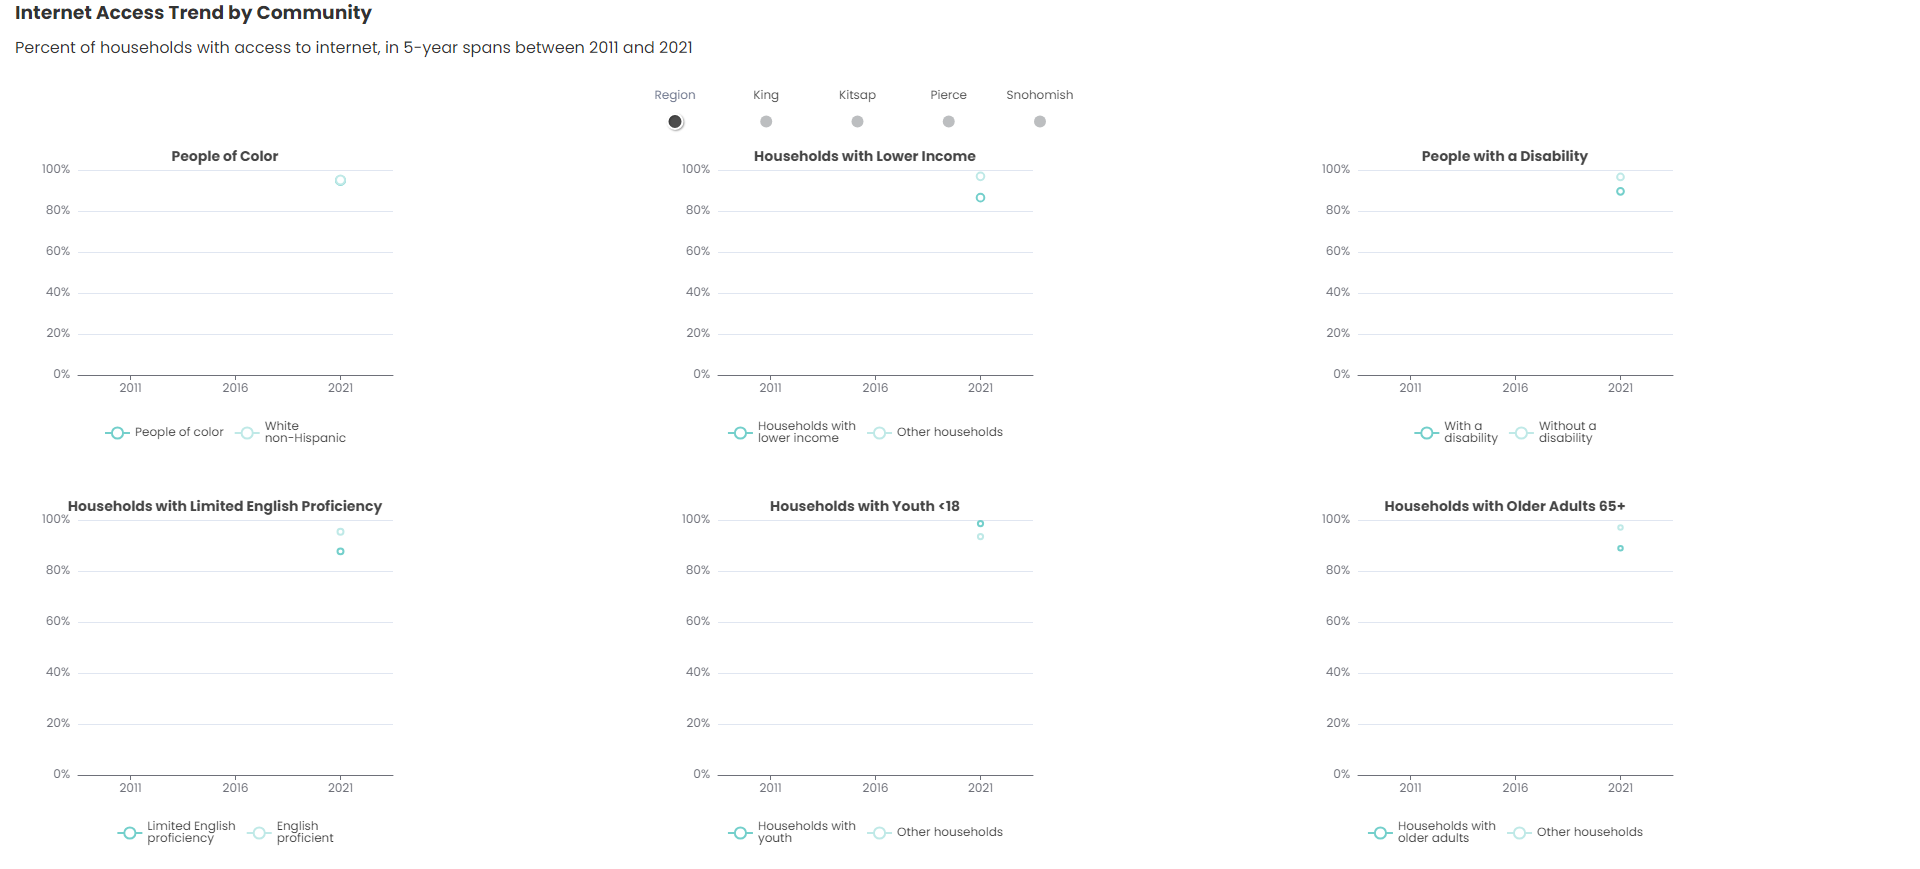 Internet Access Trend by Community
Percent of households with access to internet, in 5-year spans between 2011 and 2021
Region King Kitsap Pierce Snohomish
People of Color
100%
80%
60%
40%
20%
0%
2011 2016 2021
People of color
White
non-Hispanic
Households with Lower Income
100%
80%
60%
40%
20%
0%
2011 2016 2021
Households with
lower income
Other households
People with a Disability
100%
80%
60%
40%
20%
0%
2011 2016 2021
With a
disability
Without a
disability
Households with Limited English Proficiency
100%
80%
60%
40%
20%
0%
2011 2016 2021
Limited English
proficiency
English
proficient
Households with Youth <18
100%
80%
60%
40%
20%
0%
2011 2016 2021
Households with
youth
Other households
Households with Older Adults 65+
100%
80%
60%
40%
20%
0%
2011 2016 2021
Households with
older adults
Other households